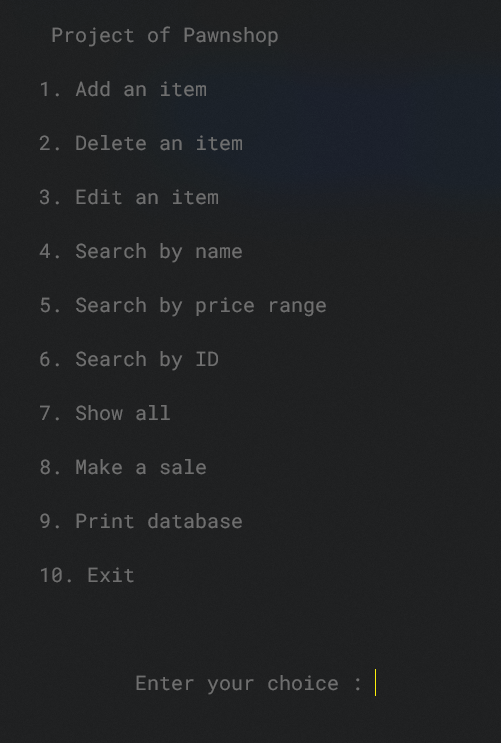 Project of Pawnshop
1. Add an item
2. Delete an item
3. Edit an item
4. Search by name
5. Search by price range
6. Search by ID
7. Show all
8. Make a sale
9. Print database
10. Exit
Enter your choice :